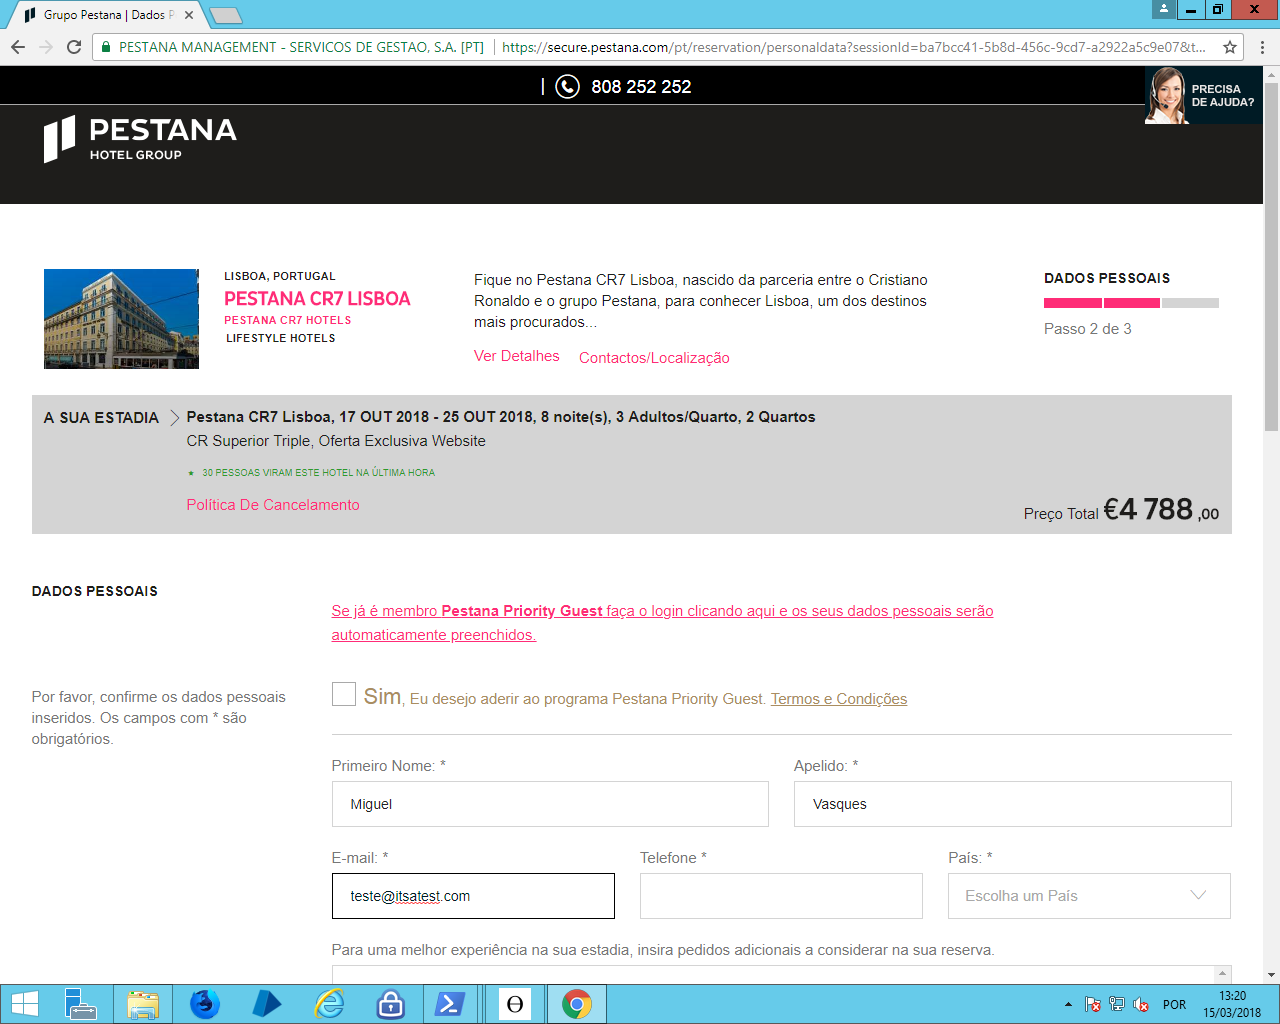 Grupo Pestana | Dados P
PESTANA MANAGEMENT - SERVICOS DE GESTAO, S.A. [PT] | https://secure.pestana.com/pt/reservation/personaldata?sessionId=ba7bcc41-5b8d-456c-9cd7-a2922a5c9e07&t...
| 808 252 252
PRECISA
DE AJUDA?
PESTANA
HOTEL GROUP
LISBOA, PORTUGAL
PESTANA CR7 LISBOA
PESTANA CR7 HOTELS
LIFESTYLE HOTELS
Fique no Pestana CR7 Lisboa, nascido da parceria entre o Cristiano
Ronaldo e o grupo Pestana, para conhecer Lisboa, um dos destinos
mais procurados...
Ver Detalhes Contactos/Localização
DADOS PESSOAIS
Passo 2 de 3
A SUA ESTADIA
Pestana CR7 Lisboa, 17 OUT 2018 - 25 OUT 2018, 8 noite(s), 3 Adultos/Quarto, 2 Quartos
CR Superior Triple, Oferta Exclusiva Website
30 PESSOAS VIRAM ESTE HOTEL NA ÚLTIMA HORA
Política De Cancelamento
Preço Total €4 788 ,00
DADOS PESSOAIS
Se já é membro Pestana Priority Guest faça o login clicando aqui e os seus dados pessoais serão
automaticamente preenchidos.
Por favor, confirme os dados pessoais
inseridos. Os campos com * são
obrigatórios.
Sim, Eu desejo aderir ao programa Pestana Priority Guest. Termos e Condições
Primeiro Nome: * Apelido: *
Miguel Vasques
E-mail: * Telefone * País: *
teste@itsatest.com Escolha um País
Para uma melhor experiência na sua estadia, insira pedidos adicionais a considerar na sua reserva.
POR
13:20
15/03/2018